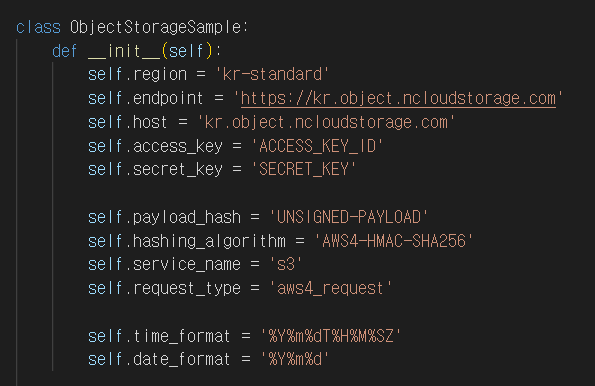 class ObjectStorageSample:
    def __init__(self):
        self.region = 'kr-standard'
        self.endpoint = 'https://kr.object.ncloudstorage.com'
        self.host = 'kr.object.ncloudstorage.com'
        self.access_key = 'ACCESS_KEY_ID'
        self.secret_key = 'SECRET_KEY'

        self.payload_hash = 'UNSIGNED-PAYLOAD'
        self.hashing_algorithm = 'AWS4-HMAC-SHA256'
        self.service_name = 's3'
        self.request_type = 'aws4_request'

        self.time_format = '%Y%m%dT%H%M%SZ'
        self.date_format = '%Y%m%d'